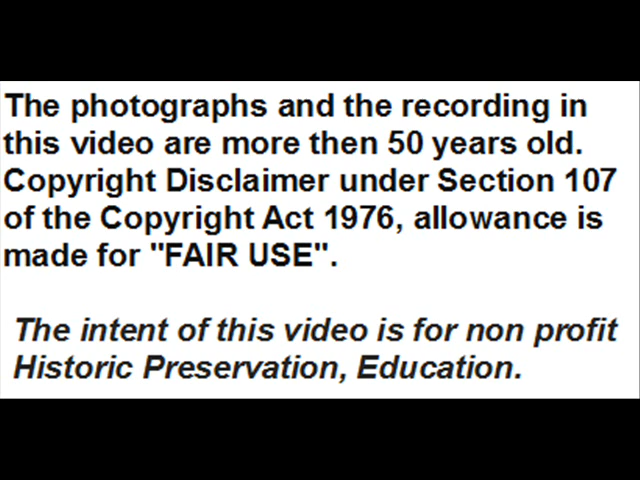 The photographs and the recording in
this video are more then 50 years old.
Copyright Disclaimer under Section 107
of the Copyright Act 1976, allowance is
made for "FAIR USE".
The intent of this video is for non profit
Historic Preservation, Education.